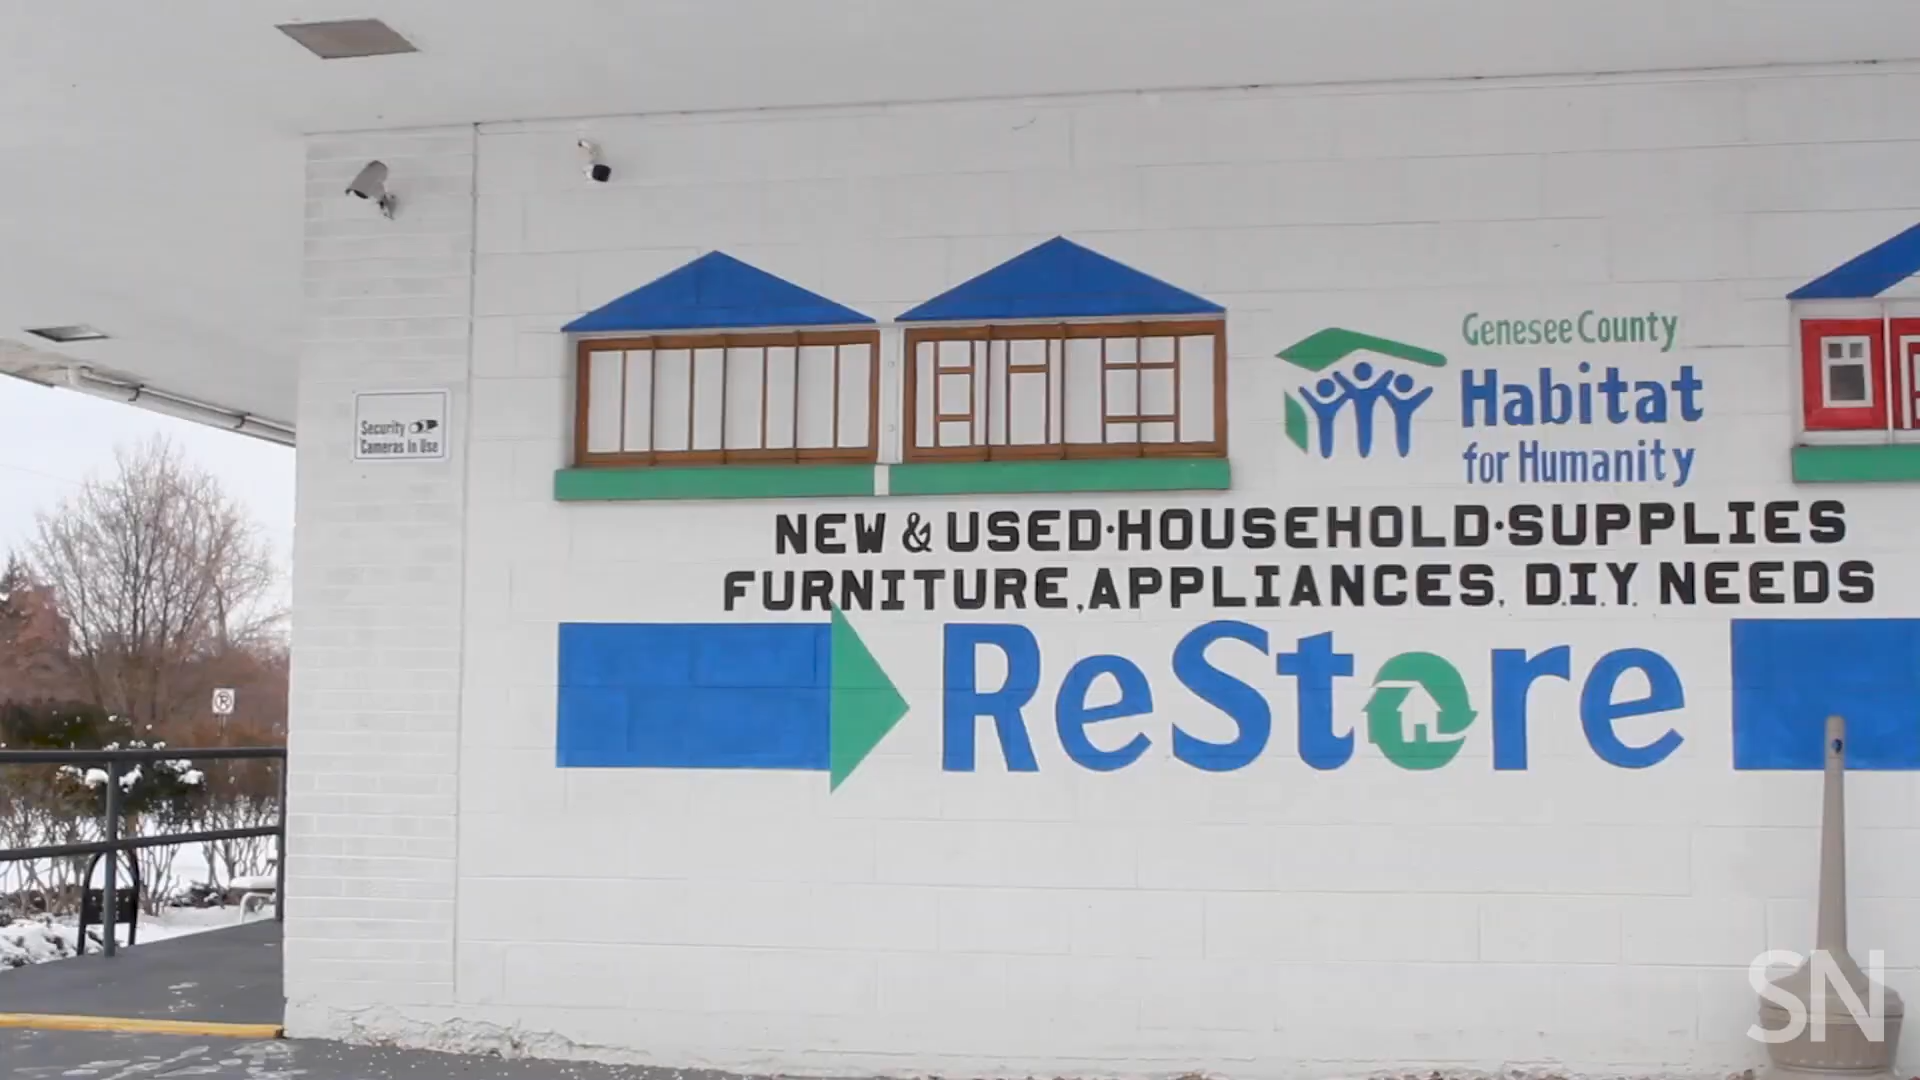 Genesee County
Habitat
for Humanity
Security
Cameras In Use
NEW & USED·HOUSEHOLD·SUPPLIES
FURNITURE, APPLIANCES, D.I.Y. NEEDS
ReStore
SN